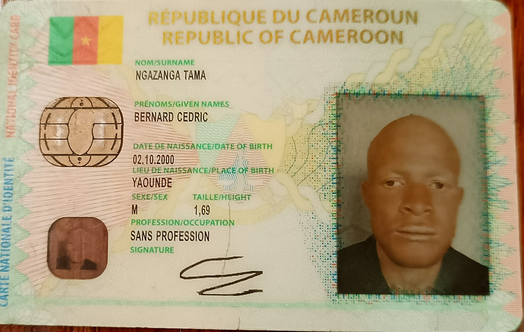 RÉPUBLIQUE DU CAMEROUN
REPUBLIC OF CAMEROON
NATIONAL IDENTITY CARD
CARTE NATIONALE D'IDENTITÉ
NOM/SURNAME
NGAZANGA TAMA
PRÉNOMS/GIVEN NAMES
BERNARD CEDRIC
DATE DE NAISSANCE/DATE OF BIRTH
02.10.2000
LIEU DE NAISSANCE/PLACE OF BIRTH
YAOUNDE
SEXE/SEX TAILLE/HEIGHT
M 1,69
PROFESSION/OCCUPATION
SANS PROFESSION
SIGNATURE